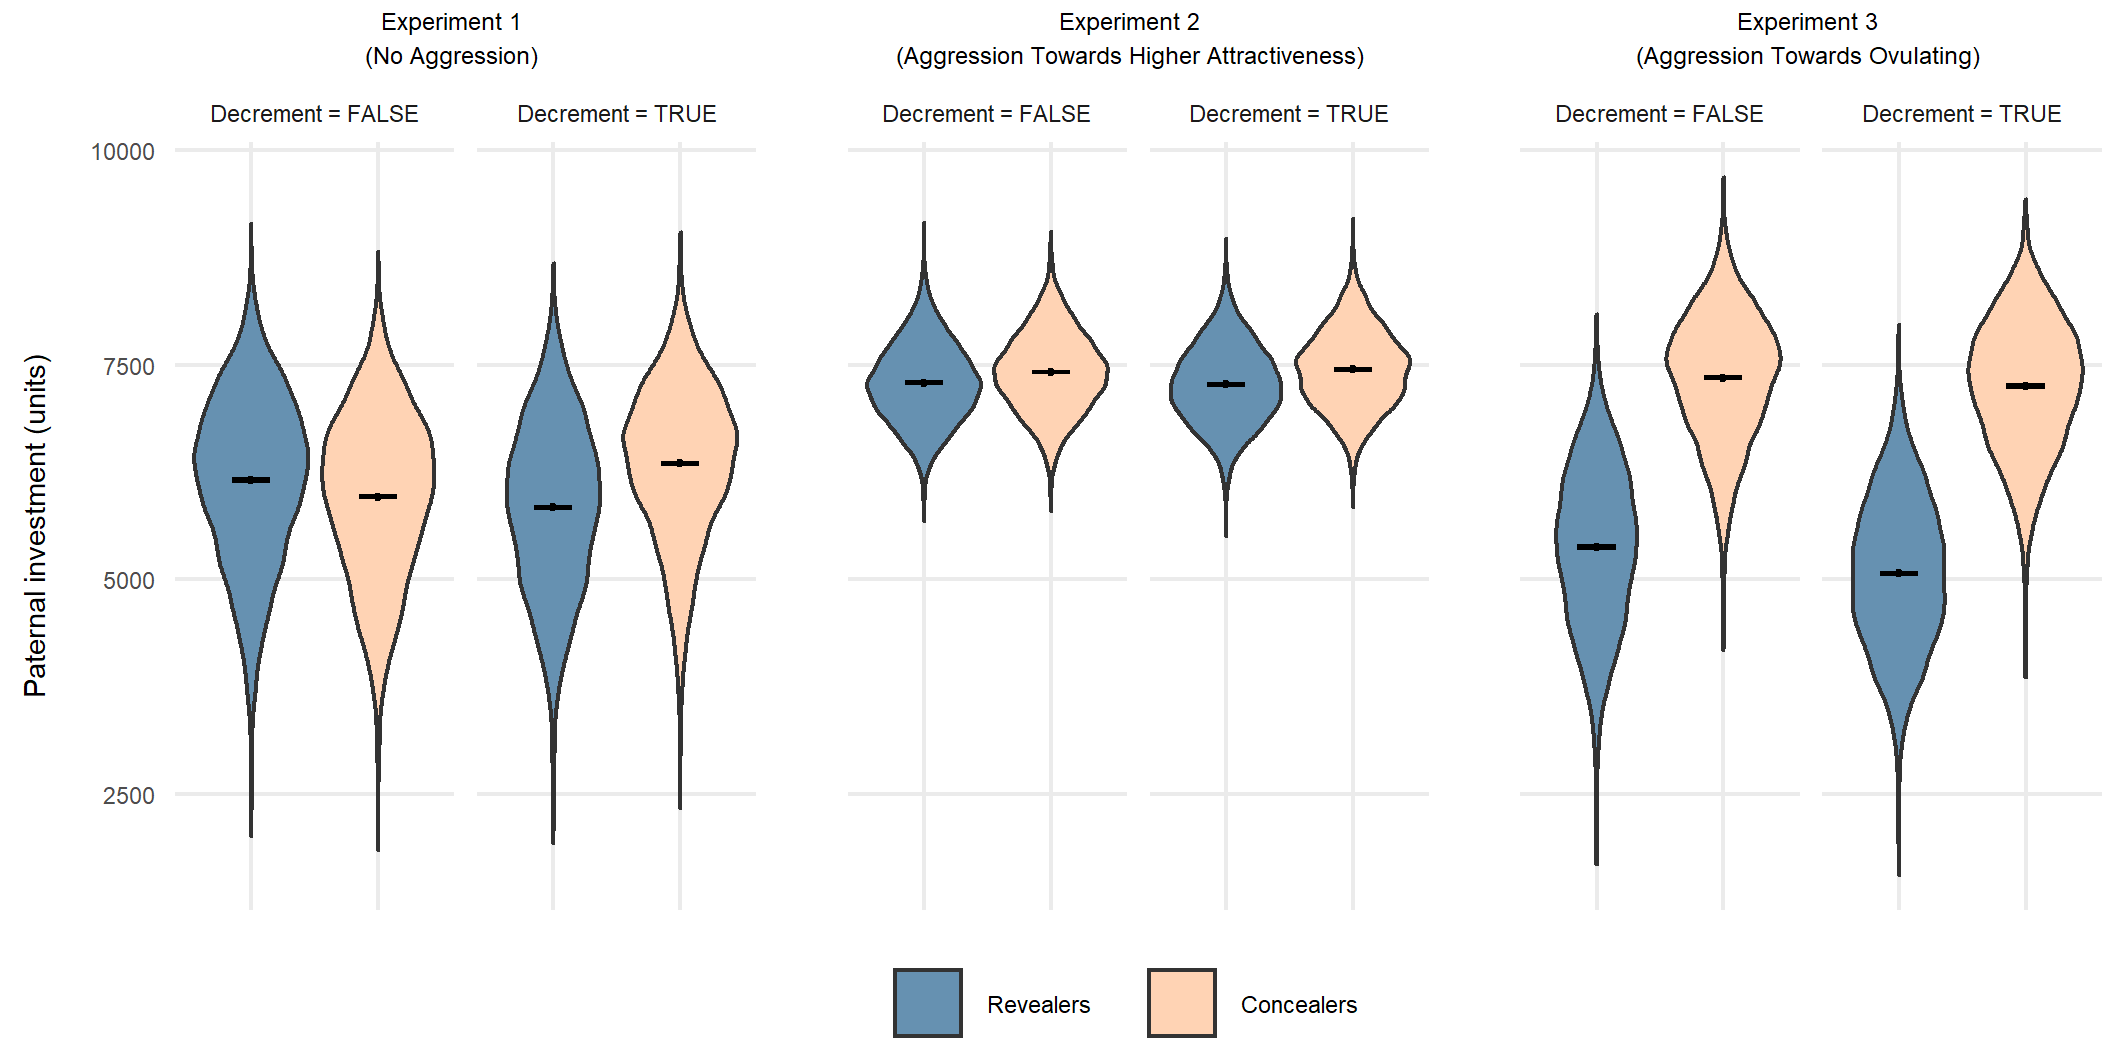 Experiment 1
(No Aggression)
Experiment 2
(Aggression Towards Higher Attractiveness)
Experiment 3
(Aggression Towards Ovulating)
Decrement = FALSE
Decrement = TRUE
Decrement = FALSE
Decrement = TRUE
Decrement = FALSE
Decrement = TRUE
Paternal investment (units)
10000
7500
5000
2500
Revealers
Concealers